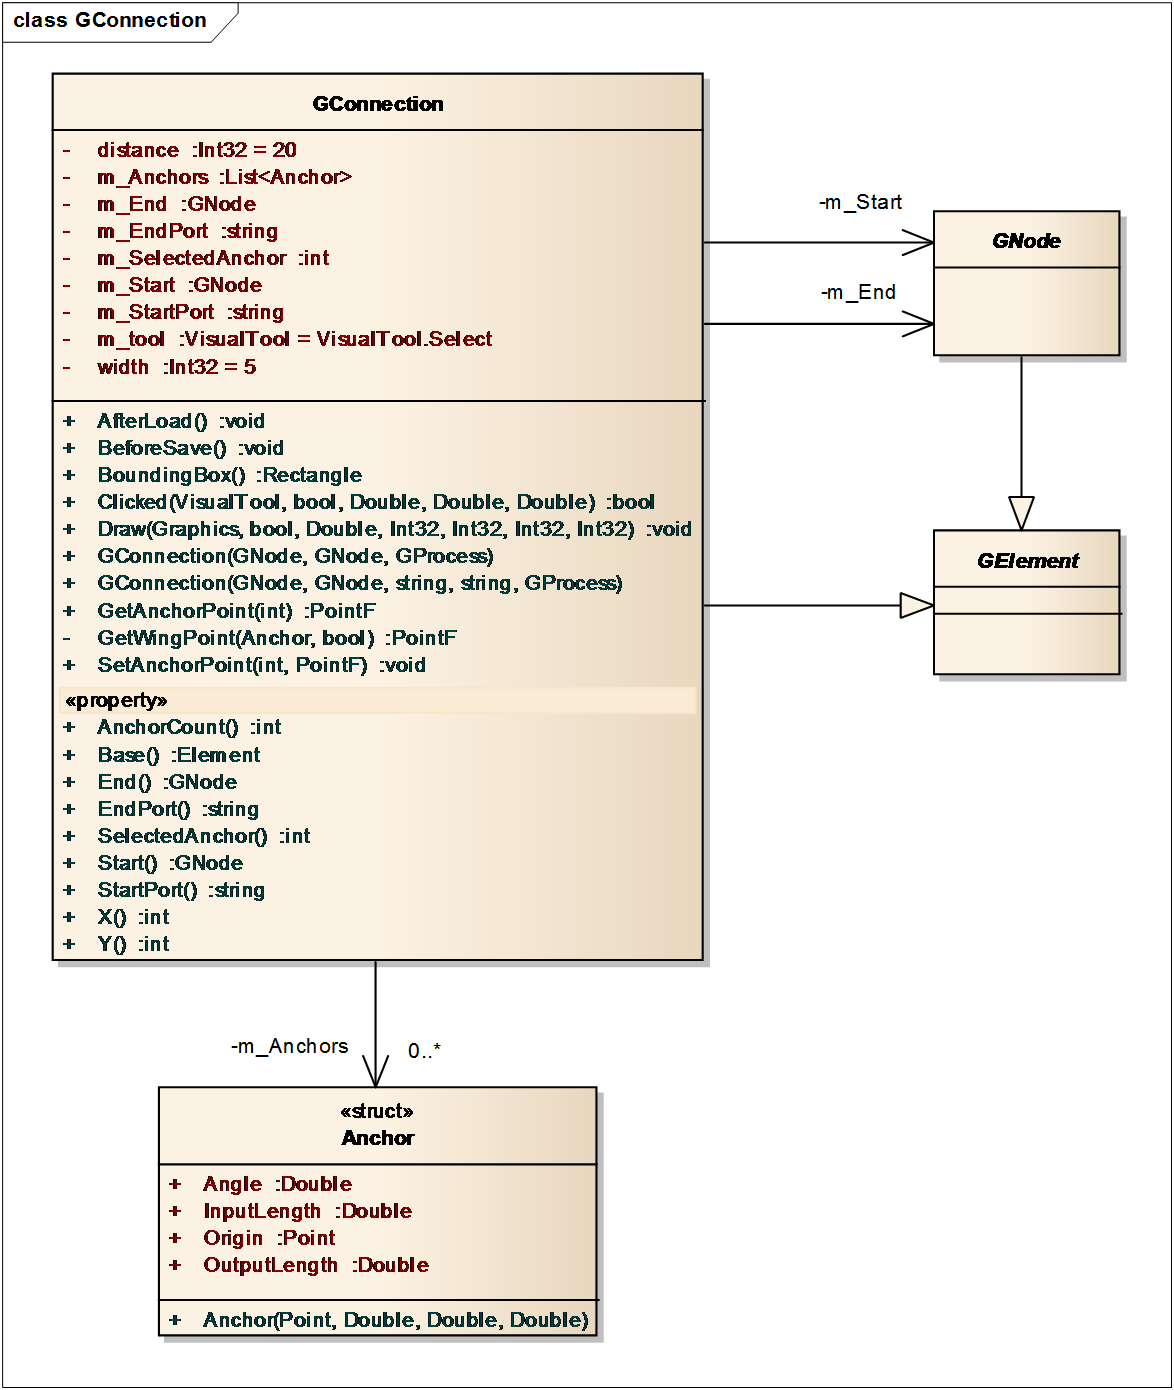 class GConnection
GConnection
- distance :Int32 = 20
- m_Anchors :List<Anchor>
- m_End :GNode
- m_EndPort :string
- m_SelectedAnchor :int
- m_Start :GNode
- m_StartPort :string
- m_tool :VisualTool = VisualTool.Select
- width :Int32 = 5
+ AfterLoad() :void
+ BeforeSave() :void
+ BoundingBox() :Rectangle
+ Clicked(VisualTool, bool, Double, Double, Double) :bool
+ Draw(Graphics, bool, Double, Int32, Int32, Int32, Int32) :void
+ GConnection(GNode, GNode, GProcess)
+ GConnection(GNode, GNode, string, string, GProcess)
+ GetAnchorPoint(int) :PointF
- GetWingPoint(Anchor, bool) :PointF
+ SetAnchorPoint(int, PointF) :void
«property»
+ AnchorCount() :int
+ Base() :Element
+ End() :GNode
+ EndPort() :string
+ SelectedAnchor() :int
+ Start() :GNode
+ StartPort() :string
+ X() :int
+ Y() :int
-m_Start
-m_End
GNode
GElement
-m_Anchors 0..*
«struct»
Anchor
+ Angle :Double
+ InputLength :Double
+ Origin :Point
+ OutputLength :Double
+ Anchor(Point, Double, Double, Double)